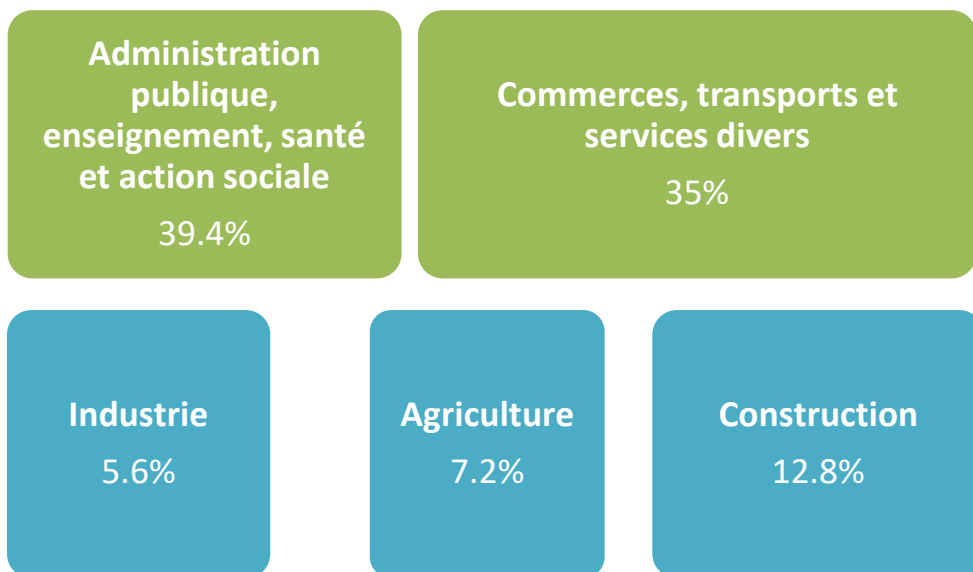 Administration
publique,
enseignement, santé
et action sociale
39.4%
Commerces, transports et
services divers
35%
Industrie
5.6%
Agriculture
7.2%
Construction
12.8%